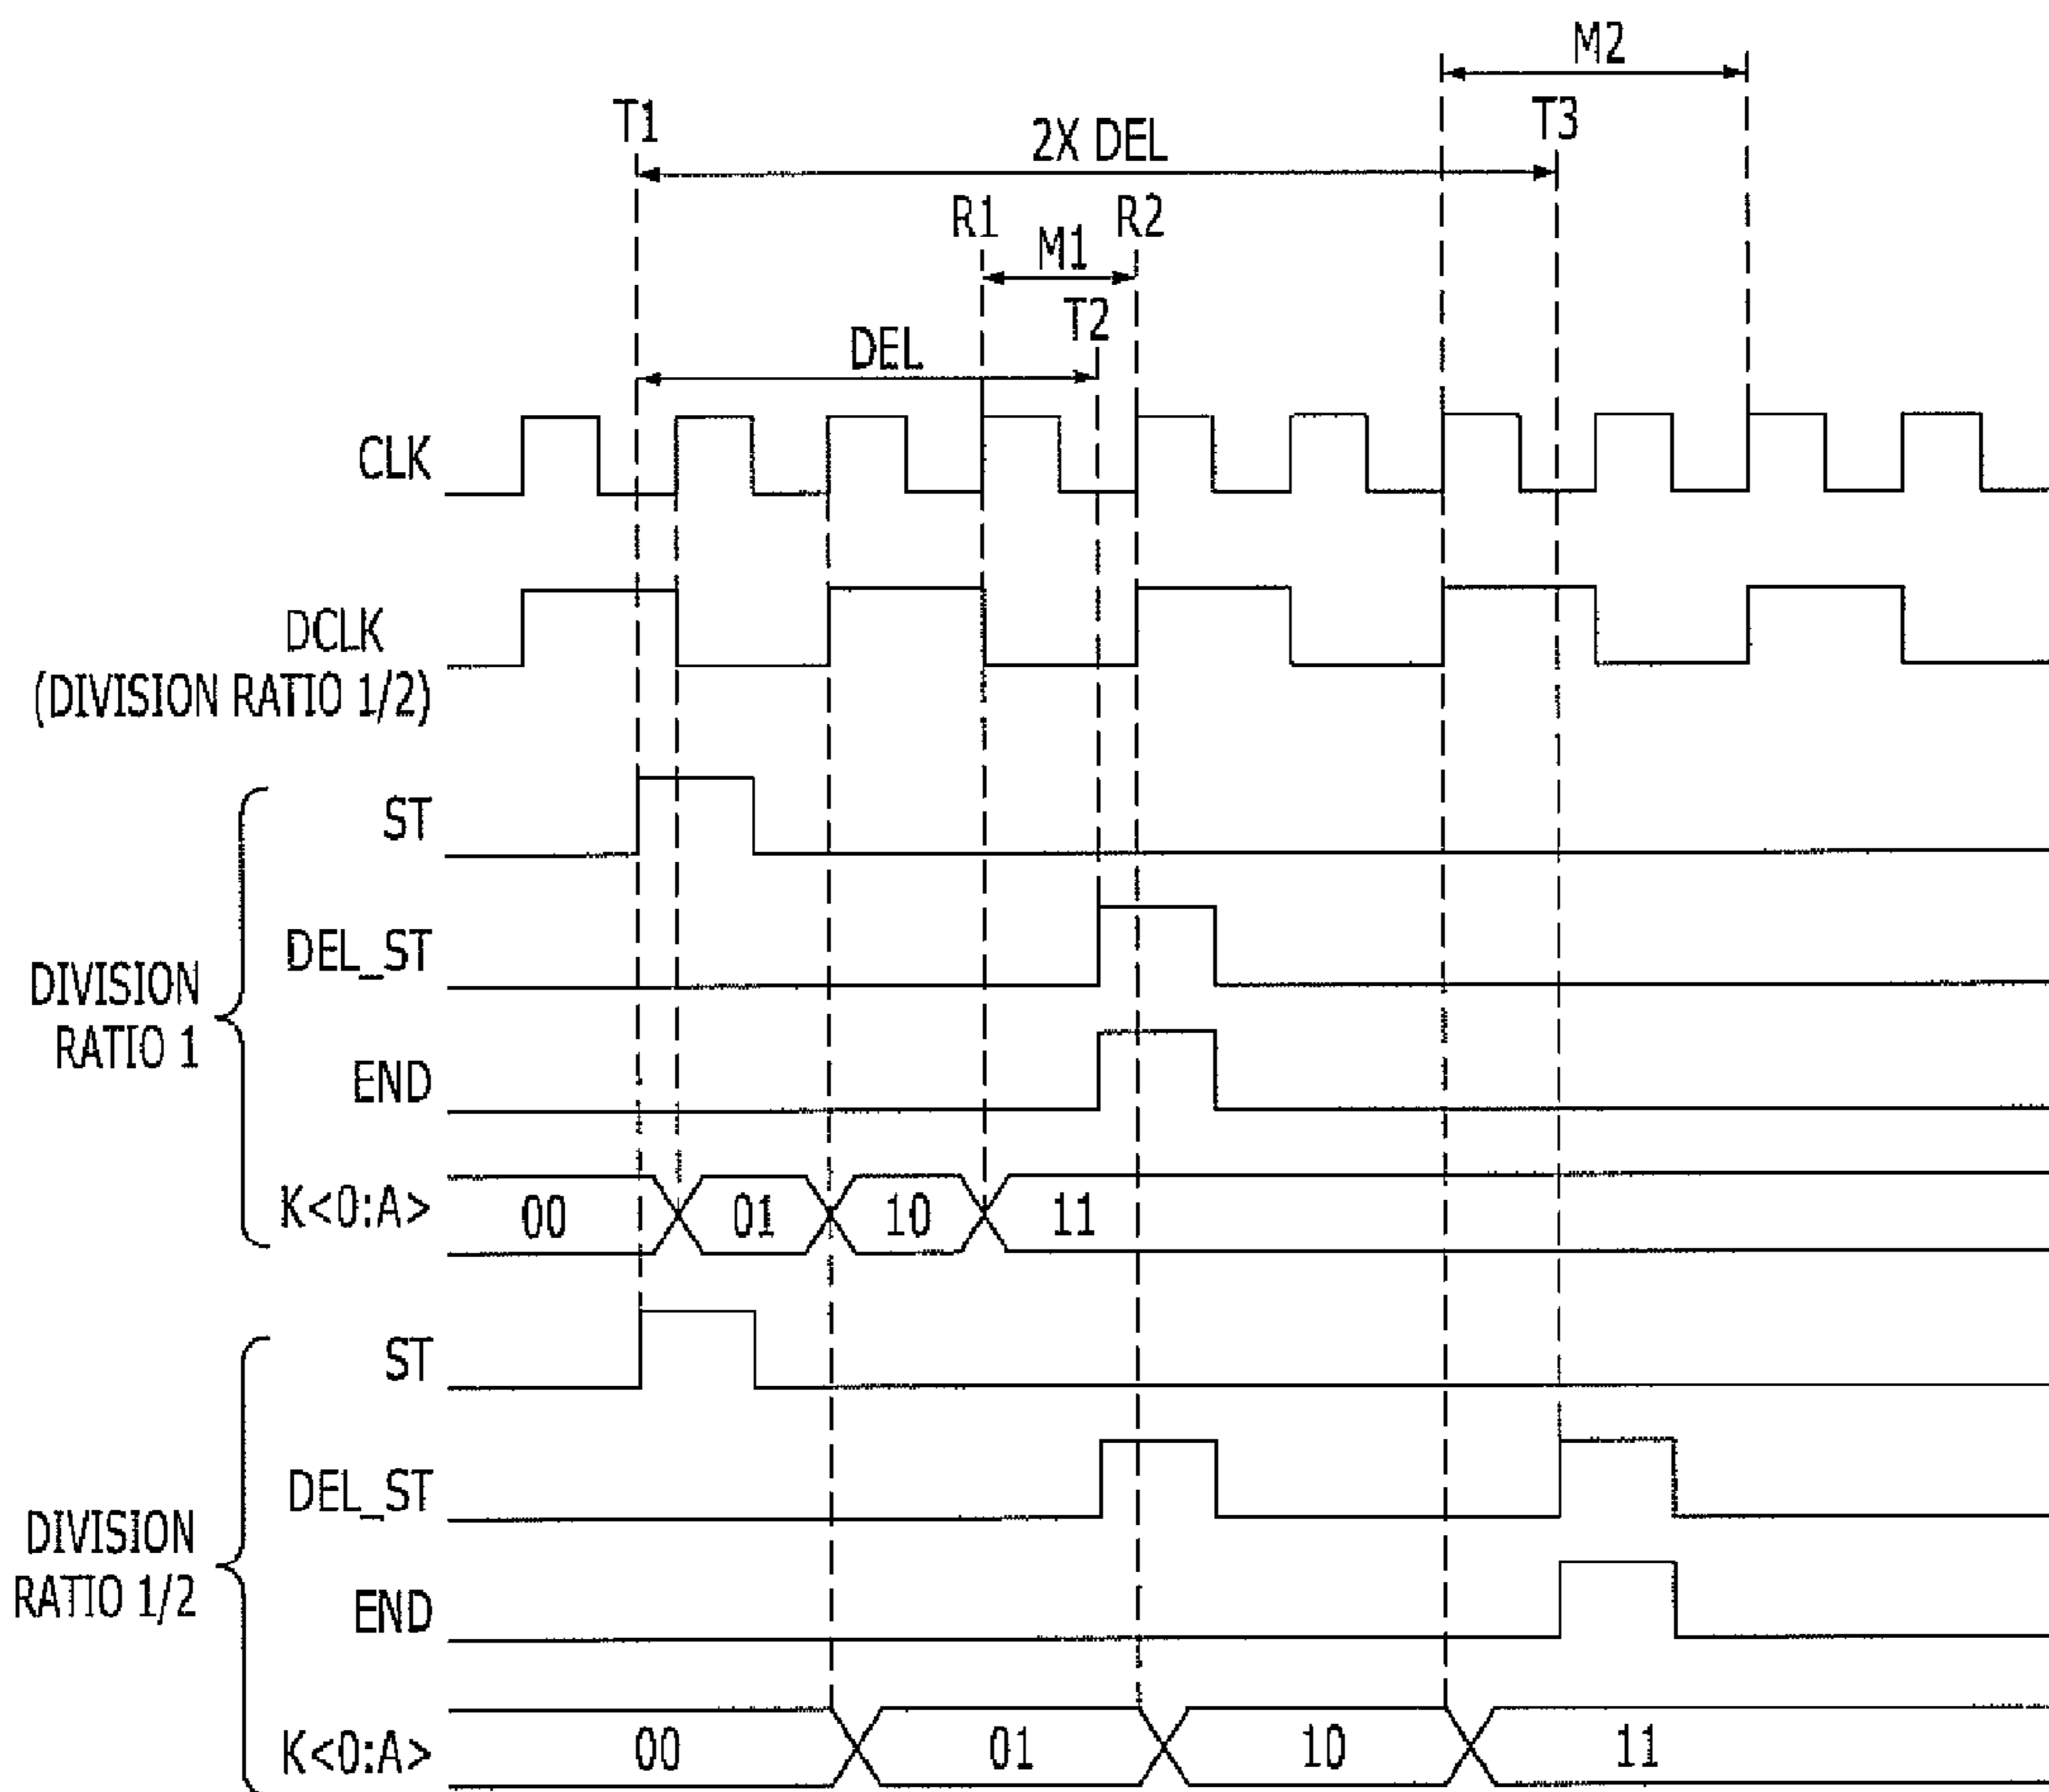 M2
T1
T3
2X DEL
R1
R2
M1
T2
DEL
CLK
DCLK
(DIVISION RATIO 1/2)
DIVISION
RATIO 1
ST
DEL_ST
END
K<0:A>
00
01
10
11
DIVISION
RATIO 1/2
ST
DEL_ST
END
K<0:A>
00
01
10
11